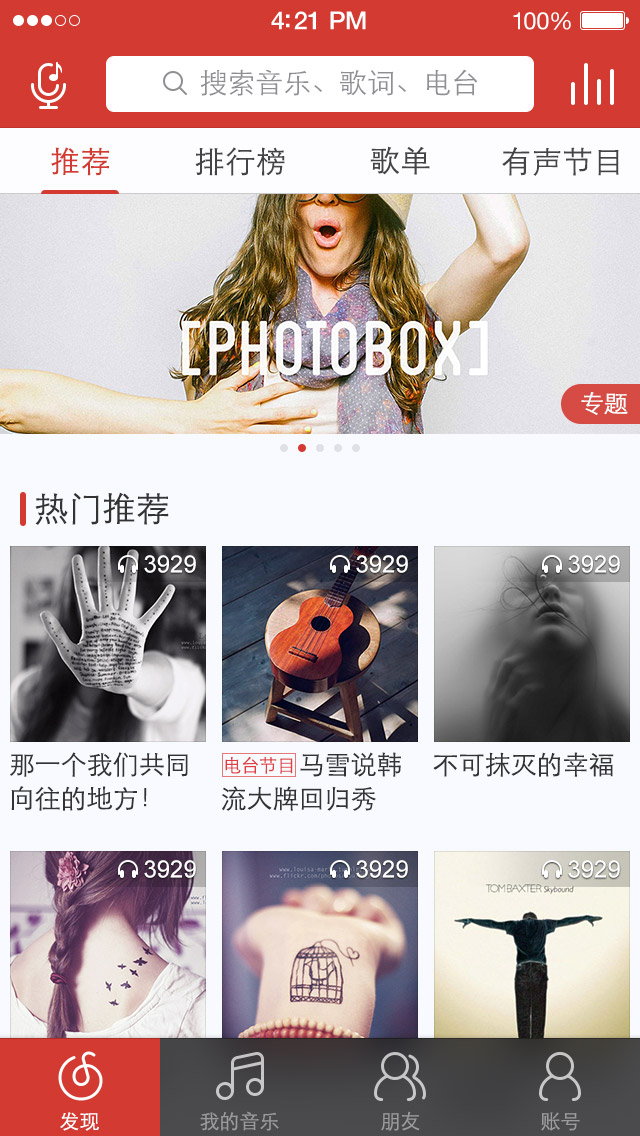 4:21 PM
100%
搜索音乐、歌词、电台
推荐
排行榜
歌单
有声节目
[PHOTOBOX]
专题
热门推荐
3929
3929
3929
那一个我们共同
向往的地方!
电台节目 马雪说韩
流大牌回归秀
不可抹灭的幸福
3929
3929
3929
TOM BAXTER Skybound
发现
我的音乐
朋友
账号